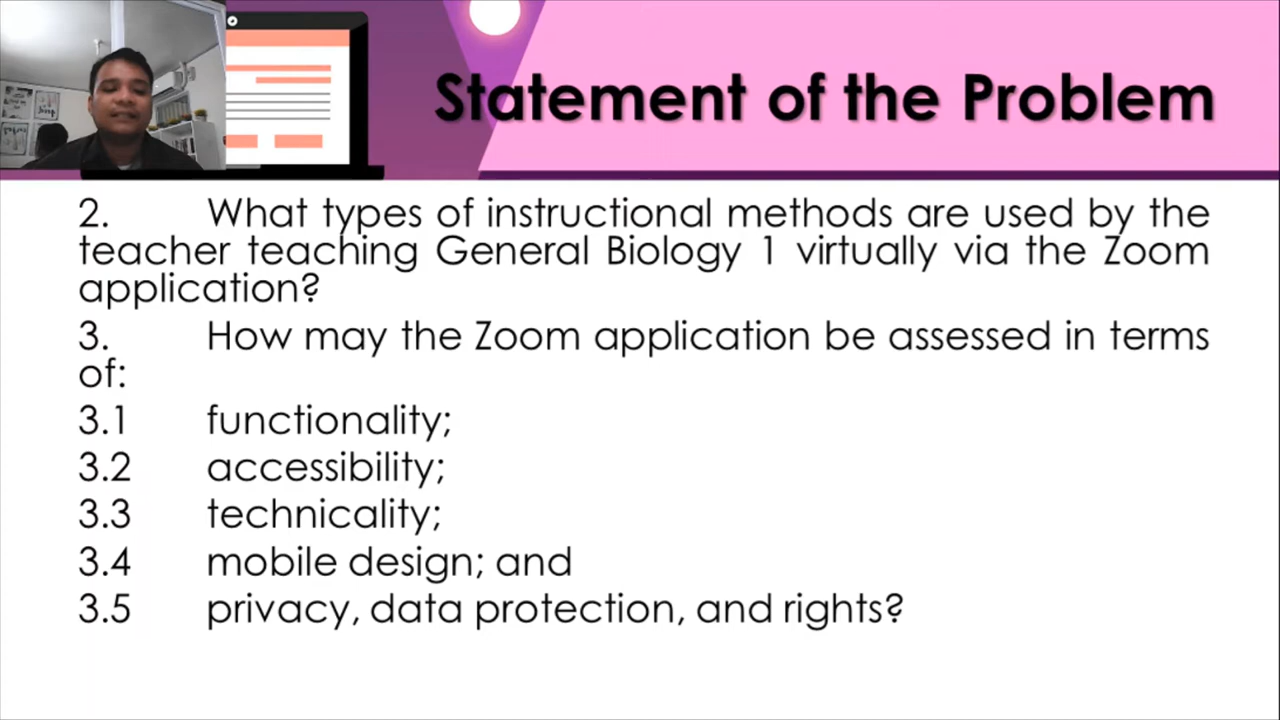 Statement of the Problem
2. What types of instructional methods are used by the
teacher teaching General Biology 1 virtually via the Zoom
application?
3. How may the Zoom application be assessed in terms
of:
3.1 functionality;
3.2 accessibility;
3.3 technicality;
3.4 mobile design; and
3.5 privacy, data protection, and rights?